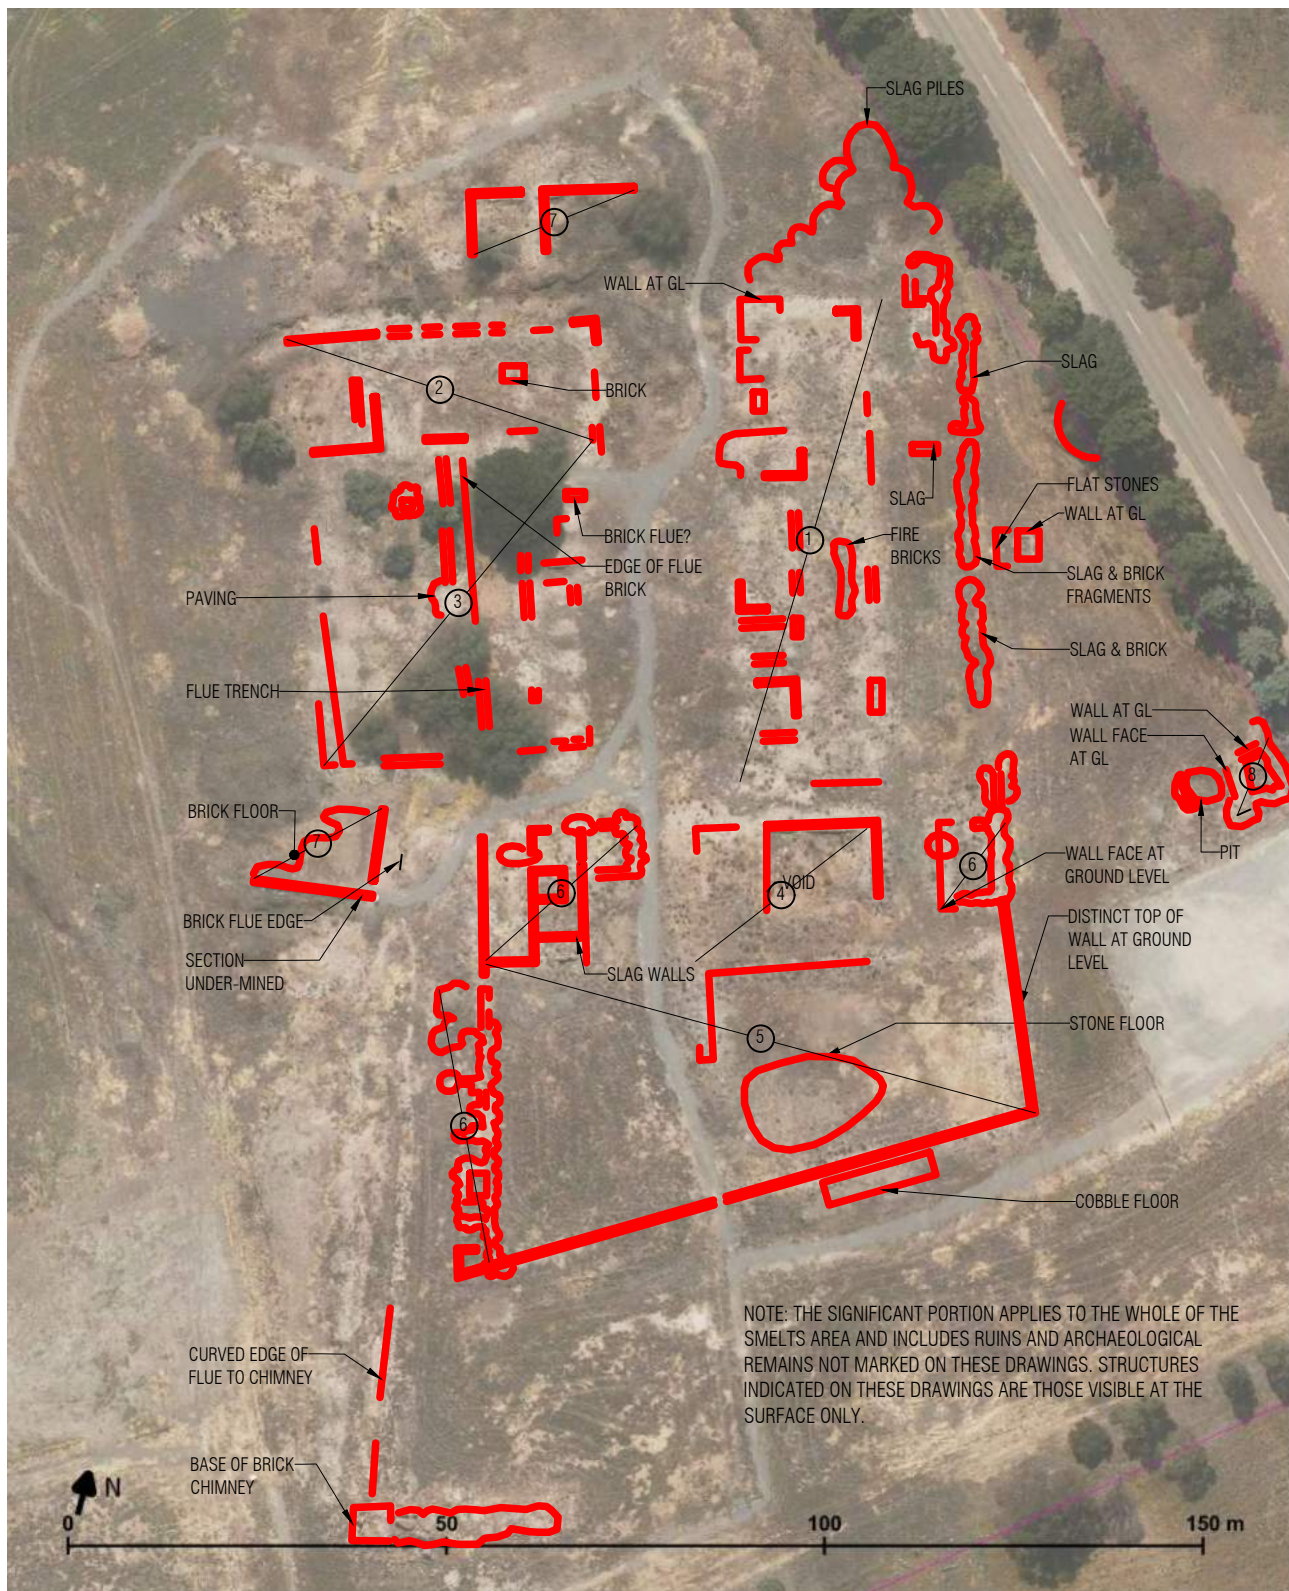 SLAG PILES
7
WALL AT GL
SLAG
2
BRICK
SLAG
FLAT STONES
WALL AT GL
BRICK FLUE?
1
FIRE
BRICKS
EDGE OF FLUE
BRICK
SLAG & BRICK
FRAGMENTS
PAVING
3
SLAG & BRICK
FLUE TRENCH
WALL AT GL
WALL FACE
AT GL
8
BRICK FLOOR
7
PIT
WALL FACE AT
GROUND LEVEL
6
VOID
4
6
BRICK FLUE EDGE
DISTINCT TOP OF
WALL AT GROUND
LEVEL
SECTION
UNDER-MINED
SLAG WALLS
STONE FLOOR
5
6
COBBLE FLOOR
NOTE: THE SIGNIFICANT PORTION APPLIES TO THE WHOLE OF THE
SMELTS AREA AND INCLUDES RUINS AND ARCHAEOLOGICAL
REMAINS NOT MARKED ON THESE DRAWINGS. STRUCTURES
INDICATED ON THESE DRAWINGS ARE THOSE VISIBLE AT THE
SURFACE ONLY.
CURVED EDGE OF
FLUE TO CHIMNEY
BASE OF BRICK
CHIMNEY
N
0 50 100 150 m